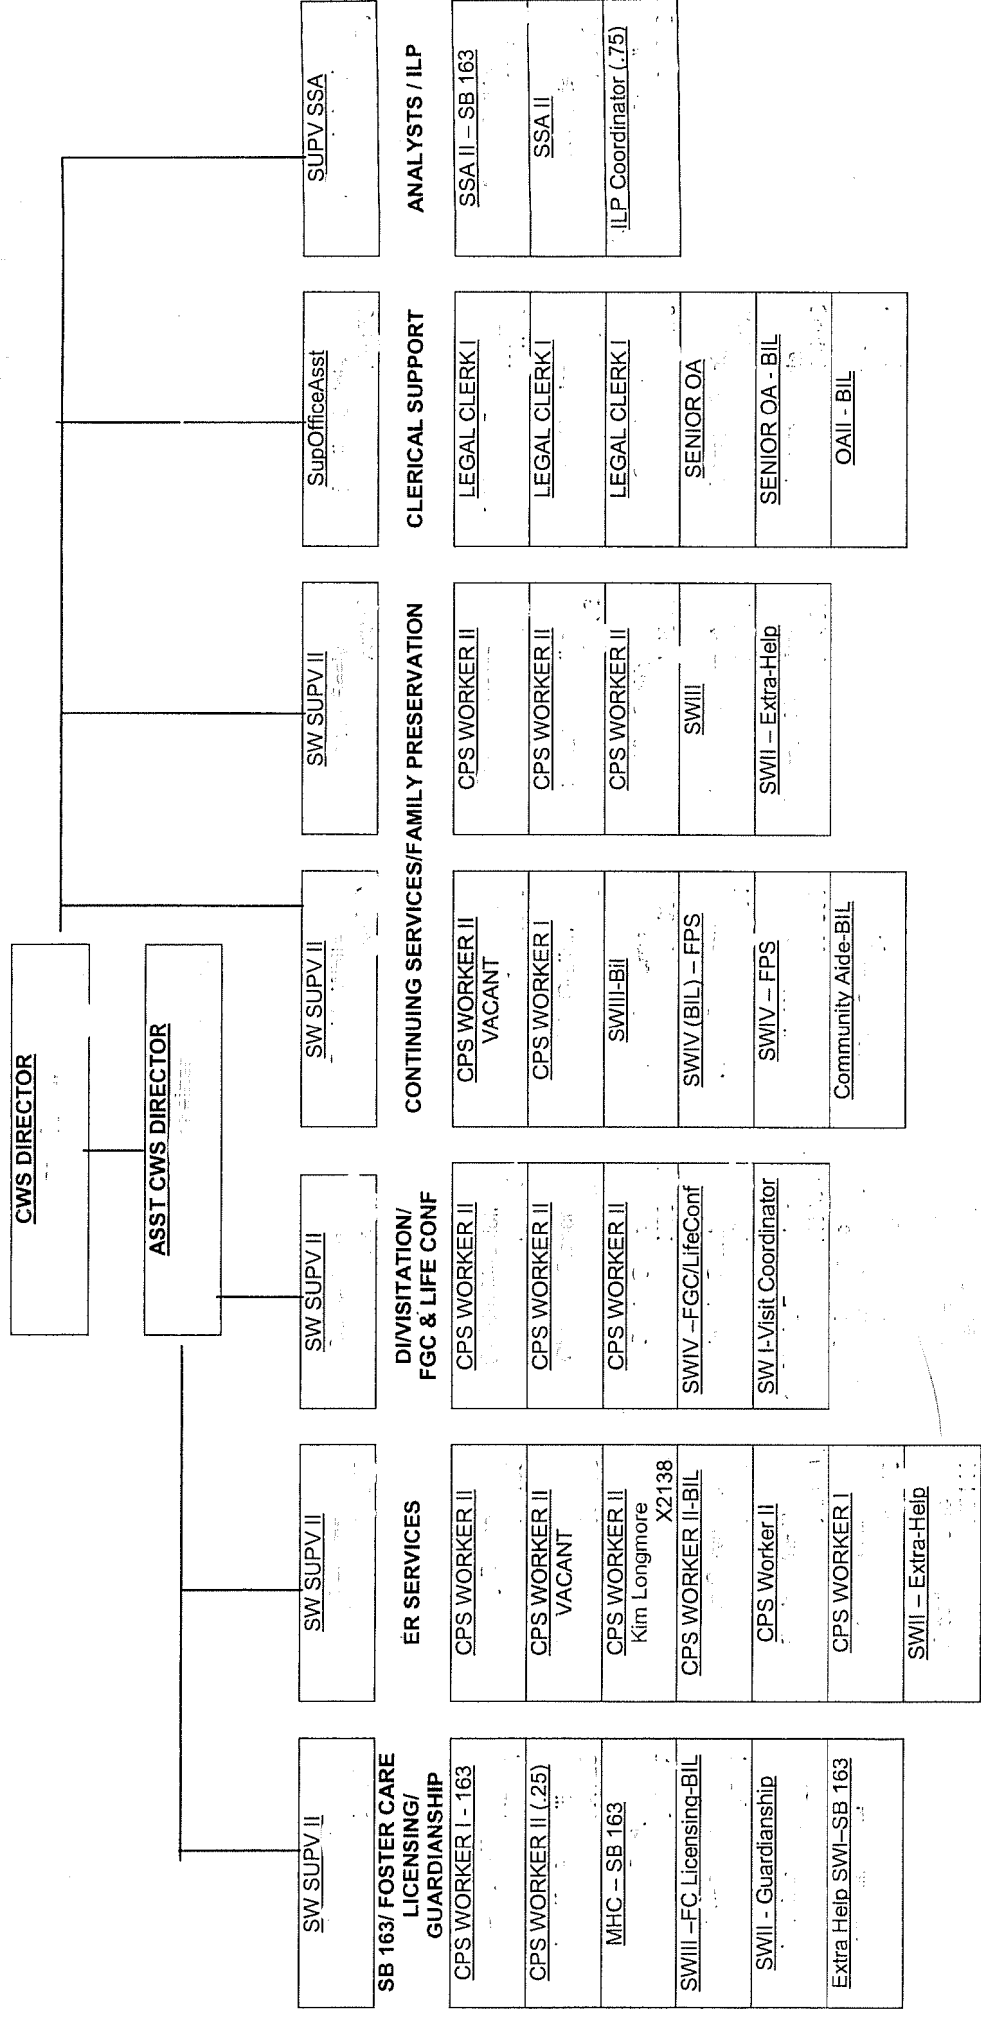 CWS DIRECTOR
ASST CWS DIRECTOR
SW SUPV II
SB 163/ FOSTER CARE
LICENSING/
GUARDIANSHIP
CPS WORKER I - 163
CPS WORKER II (.25)
MHC – SB 163
SWIII –FC Licensing-BIL
SWII - Guardianship
Extra Help SWI–SB 163
SW SUPV II
ER SERVICES
CPS WORKER II
CPS WORKER II
VACANT
CPS WORKER II
Kim Longmore
X2138
CPS WORKER II-BIL
CPS Worker II
CPS WORKER I
SWII – Extra-Help
SW SUPV II
DI/VISITATION/
FGC & LIFE CONF
CPS WORKER II
CPS WORKER II
CPS WORKER II
SWIV –FGC/LifeConf
SW I-Visit Coordinator
SW SUPV II
SW SUPV II
CONTINUING SERVICES/FAMILY PRESERVATION
CPS WORKER II
VACANT
CPS WORKER I
SWIII-Bil
SWIV (BIL) – FPS
SWIV – FPS
Community Aide-BIL
CPS WORKER II
CPS WORKER II
CPS WORKER II
SWIII
SWII – Extra-Help
SupOfficeAsst
CLERICAL SUPPORT
LEGAL CLERK I
LEGAL CLERK I
LEGAL CLERK I
SENIOR OA
SENIOR OA - BIL
OAII - BIL
SUPV SSA
ANALYSTS / ILP
SSA II – SB 163
SSA II
ILP Coordinator (.75)